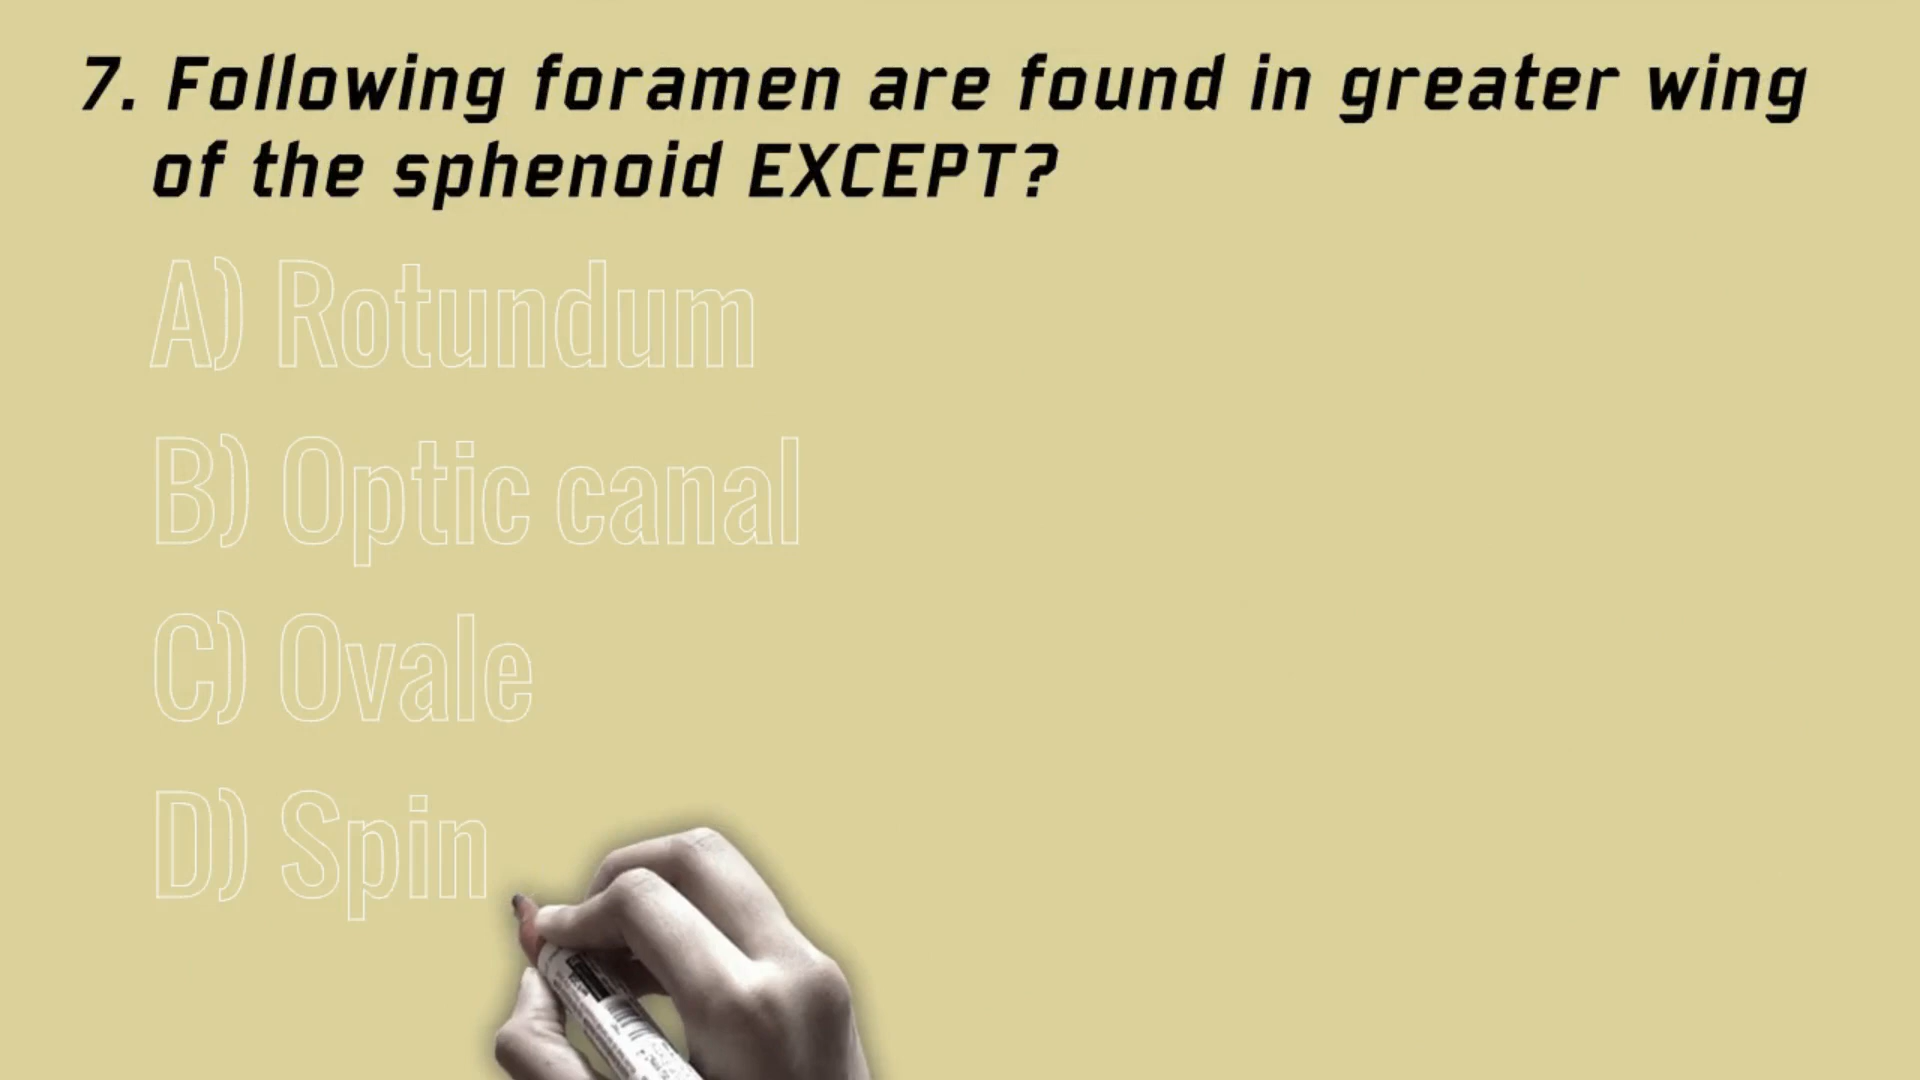 7. Following foramen are found in greater wing
of the sphenoid EXCEPT?
A) Rotundum
B) Optic canal
C) Ovale
D) Spin